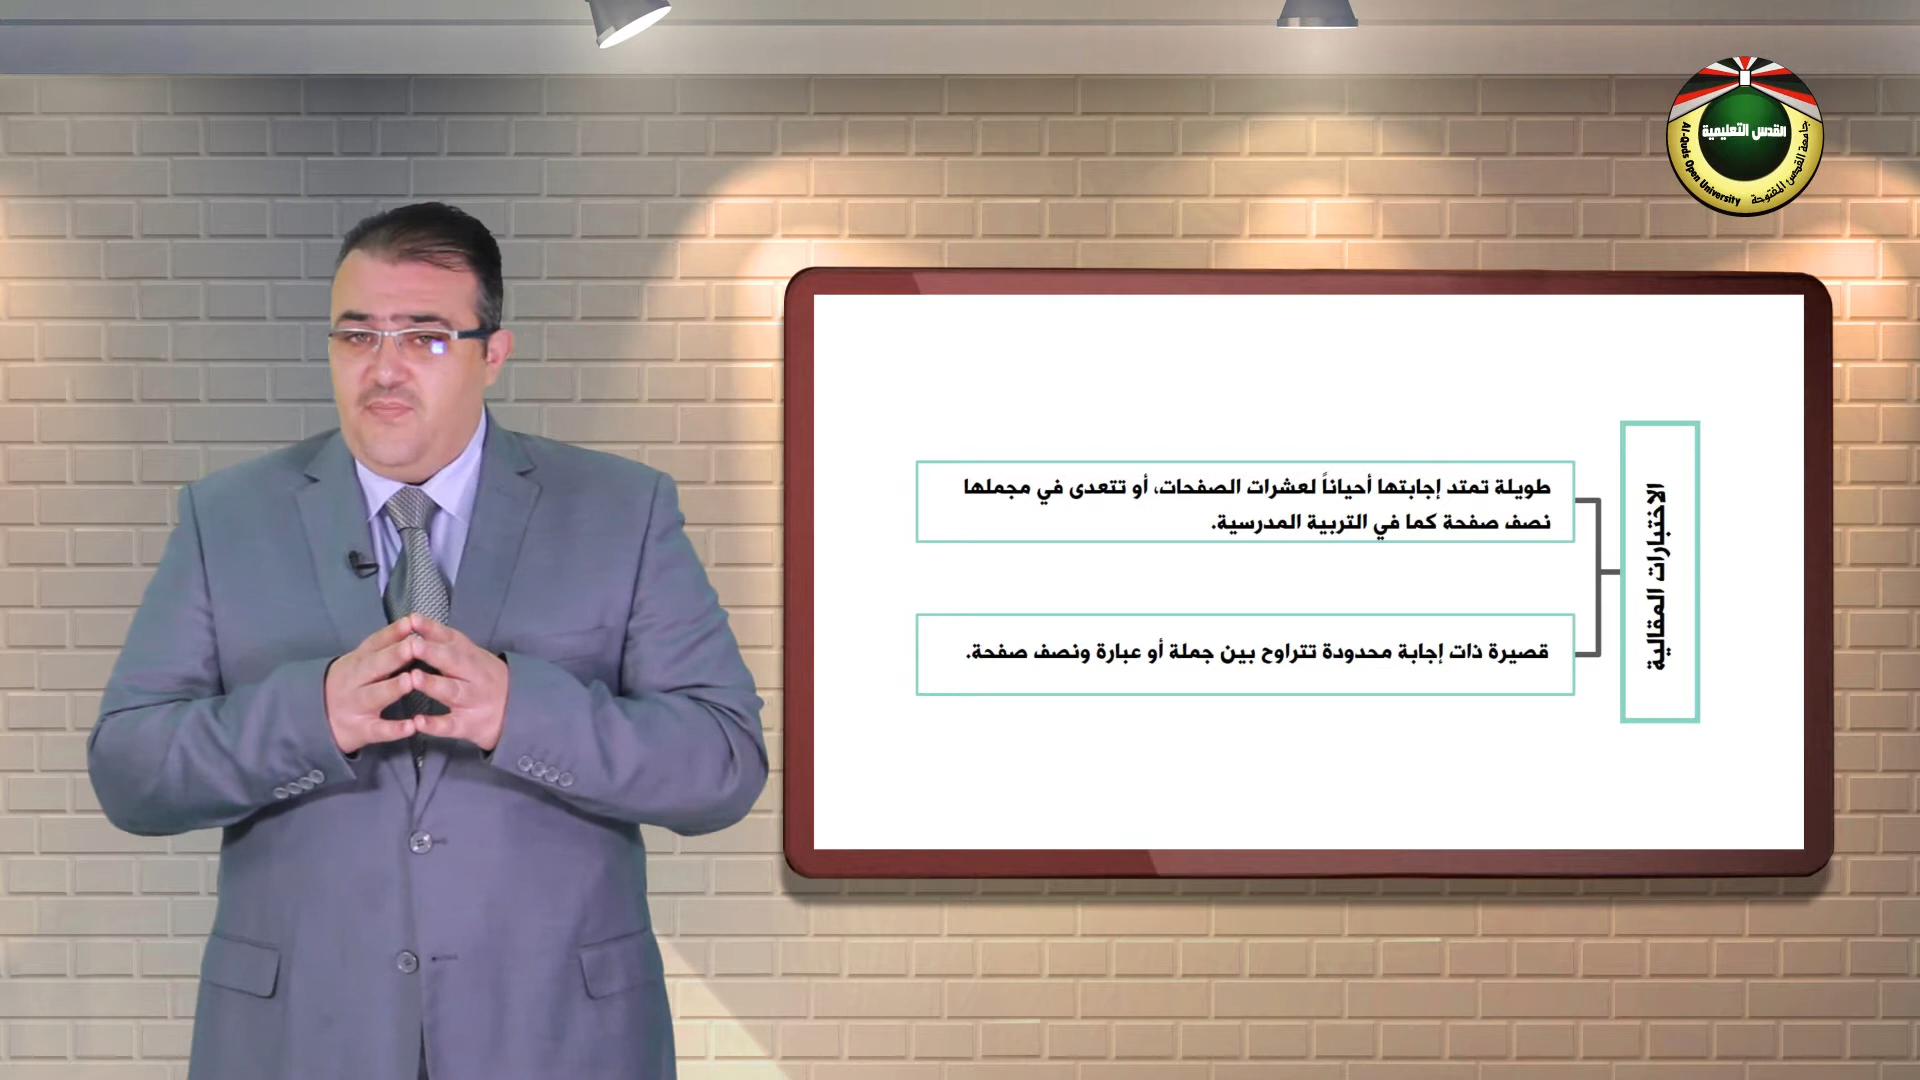 القدس التعليمية
جامعة القدس المفتوحة
Al-Quds Open University
الاختبارات المقالية
طويلة تمتد إجابتها أحياناً لعشرات الصفحات، أو تتعدى في مجملها
نصف صفحة كما في التربية المدرسية.
قصيرة ذات إجابة محدودة تتراوح بين جملة أو عبارة ونصف صفحة.